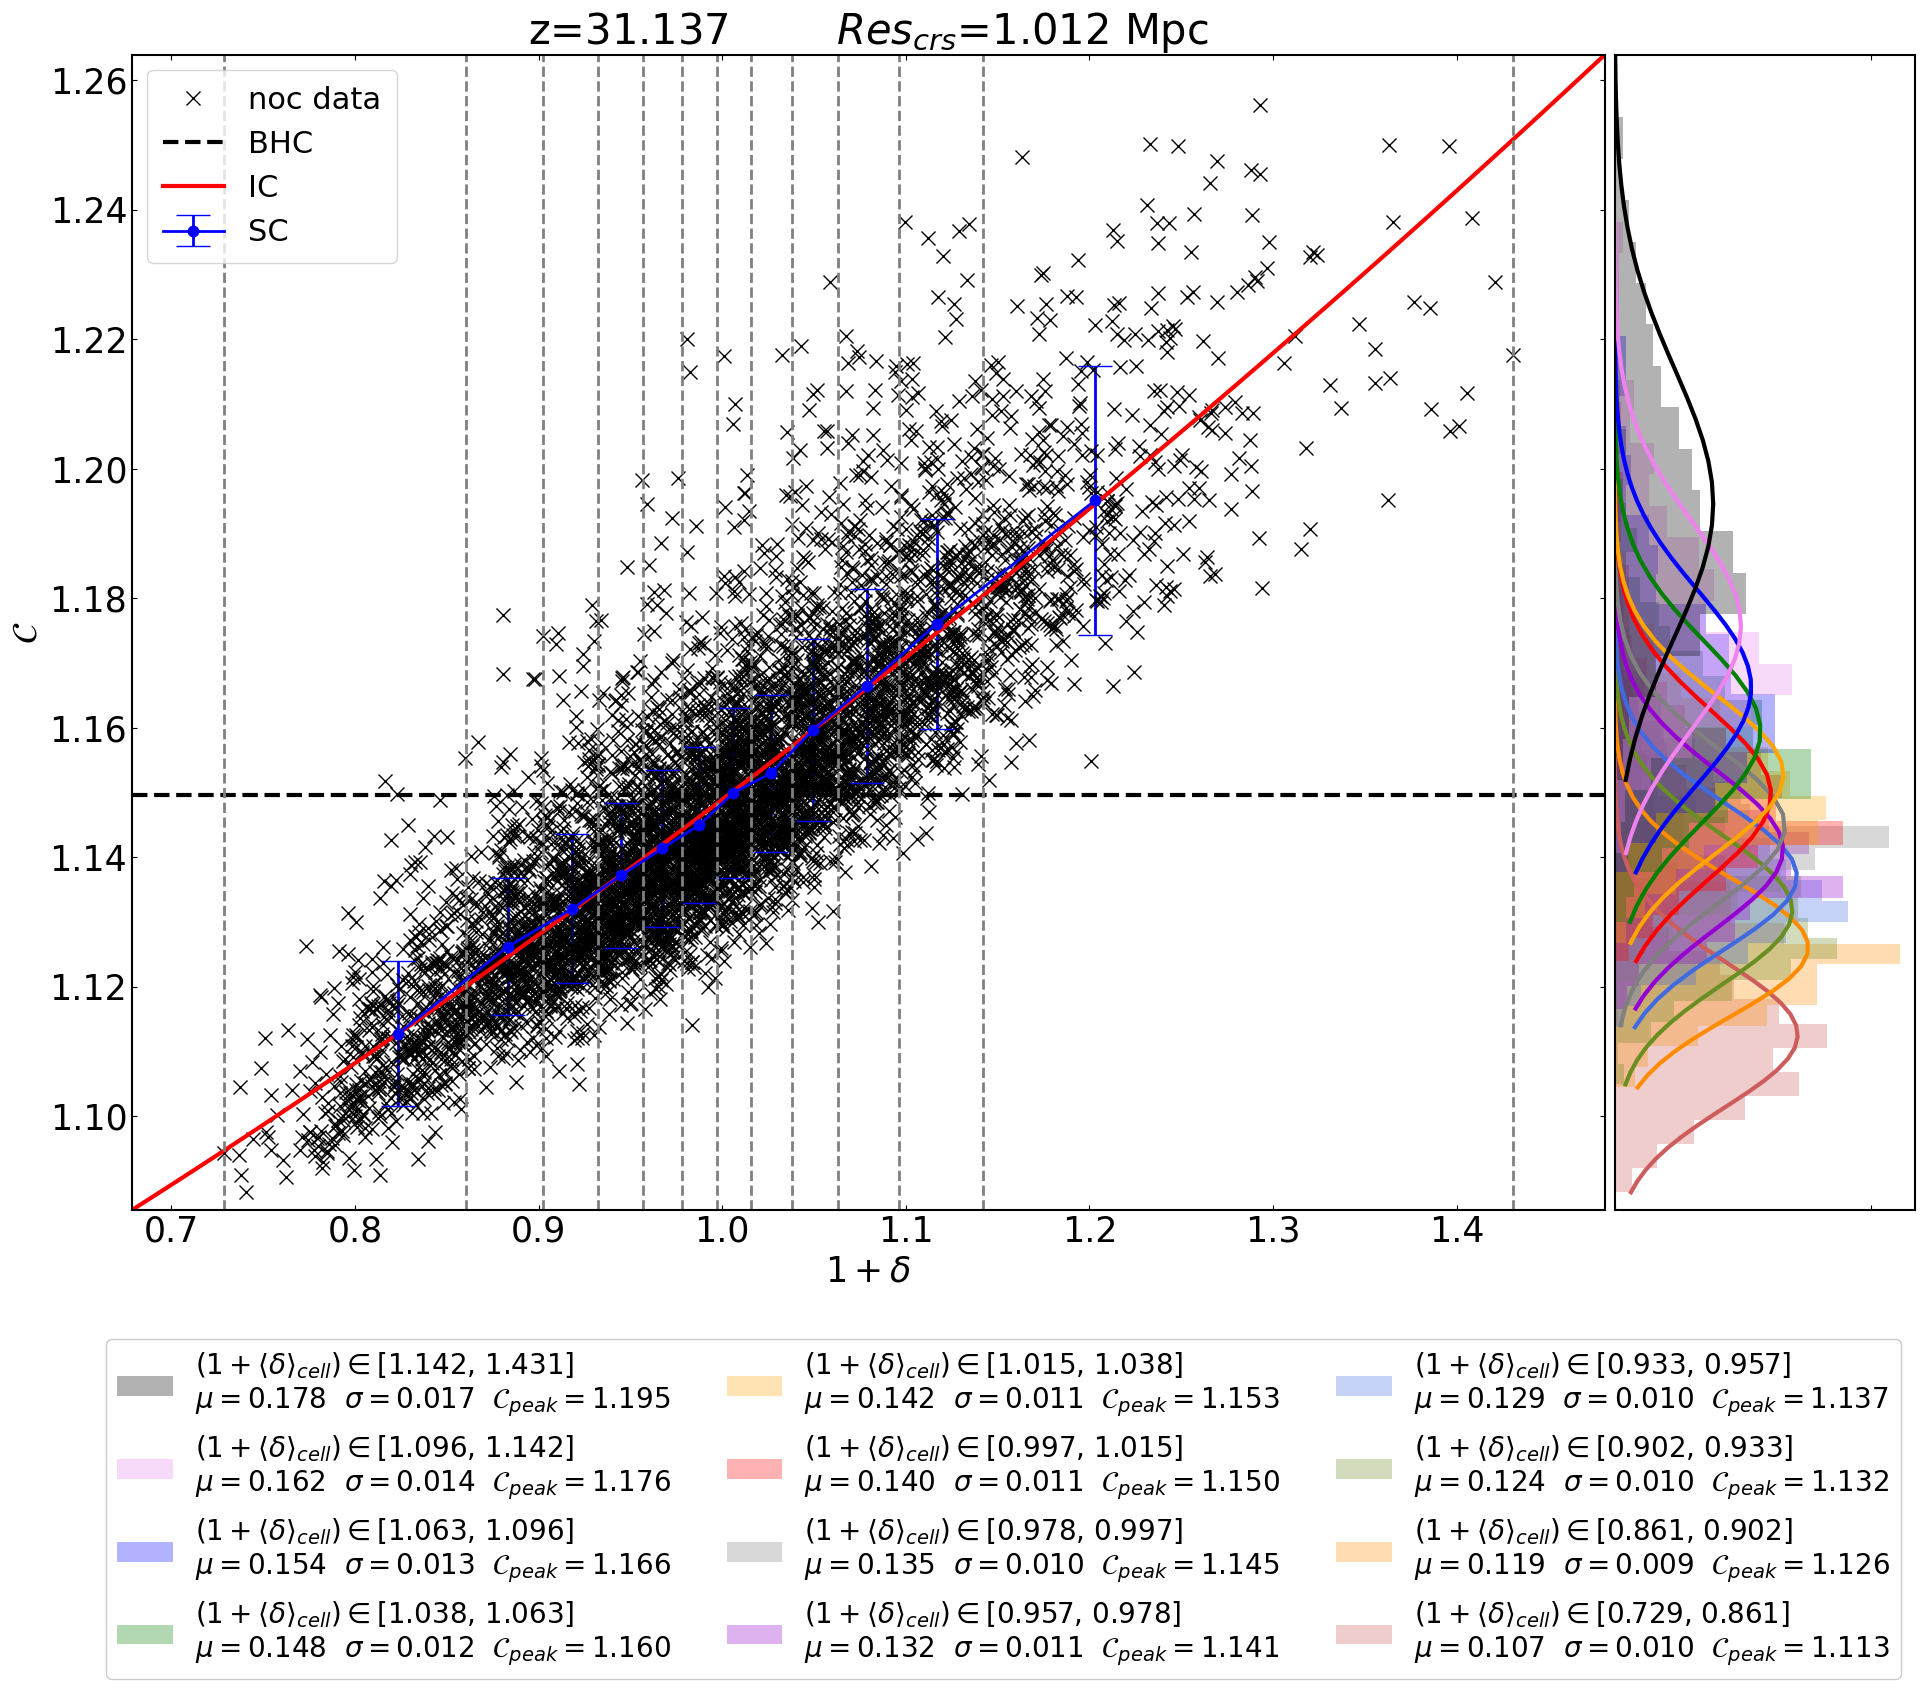 z=31.137 Res_crs=1.012 Mpc
noc data
BHC
IC
SC
1.26
1.24
1.22
1.20
1.18
1.16
1.14
1.12
1.10
𝒞
0.7 0.8 0.9 1.0 1.1 1.2 1.3 1.4
1 + δ
(1 + ⟨δ⟩_cell) ∈ [1.142, 1.431]
μ = 0.178 σ = 0.017 𝒞_peak = 1.195
(1 + ⟨δ⟩_cell) ∈ [1.096, 1.142]
μ = 0.162 σ = 0.014 𝒞_peak = 1.176
(1 + ⟨δ⟩_cell) ∈ [1.063, 1.096]
μ = 0.154 σ = 0.013 𝒞_peak = 1.166
(1 + ⟨δ⟩_cell) ∈ [1.038, 1.063]
μ = 0.148 σ = 0.012 𝒞_peak = 1.160
(1 + ⟨δ⟩_cell) ∈ [1.015, 1.038]
μ = 0.142 σ = 0.011 𝒞_peak = 1.153
(1 + ⟨δ⟩_cell) ∈ [0.997, 1.015]
μ = 0.140 σ = 0.011 𝒞_peak = 1.150
(1 + ⟨δ⟩_cell) ∈ [0.978, 0.997]
μ = 0.135 σ = 0.010 𝒞_peak = 1.145
(1 + ⟨δ⟩_cell) ∈ [0.957, 0.978]
μ = 0.132 σ = 0.011 𝒞_peak = 1.141
(1 + ⟨δ⟩_cell) ∈ [0.933, 0.957]
μ = 0.129 σ = 0.010 𝒞_peak = 1.137
(1 + ⟨δ⟩_cell) ∈ [0.902, 0.933]
μ = 0.124 σ = 0.010 𝒞_peak = 1.132
(1 + ⟨δ⟩_cell) ∈ [0.861, 0.902]
μ = 0.119 σ = 0.009 𝒞_peak = 1.126
(1 + ⟨δ⟩_cell) ∈ [0.729, 0.861]
μ = 0.107 σ = 0.010 𝒞_peak = 1.113